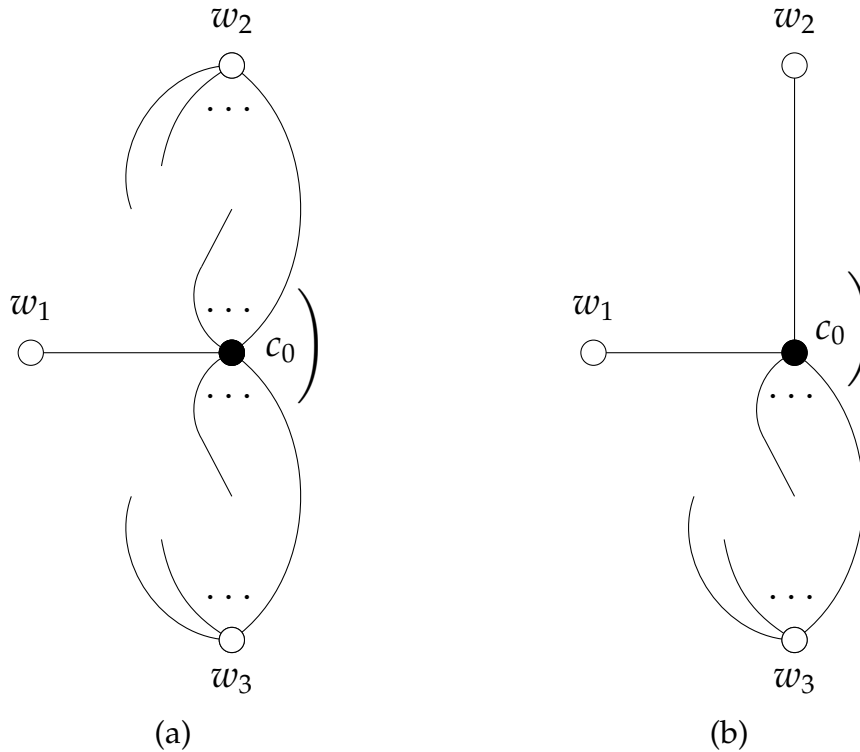 w₂ w₂
. . .
. . .
w₁ c₀ ) w₁ c₀ )
. . . . . .
. . . . . .
w₃ w₃
(a) (b)